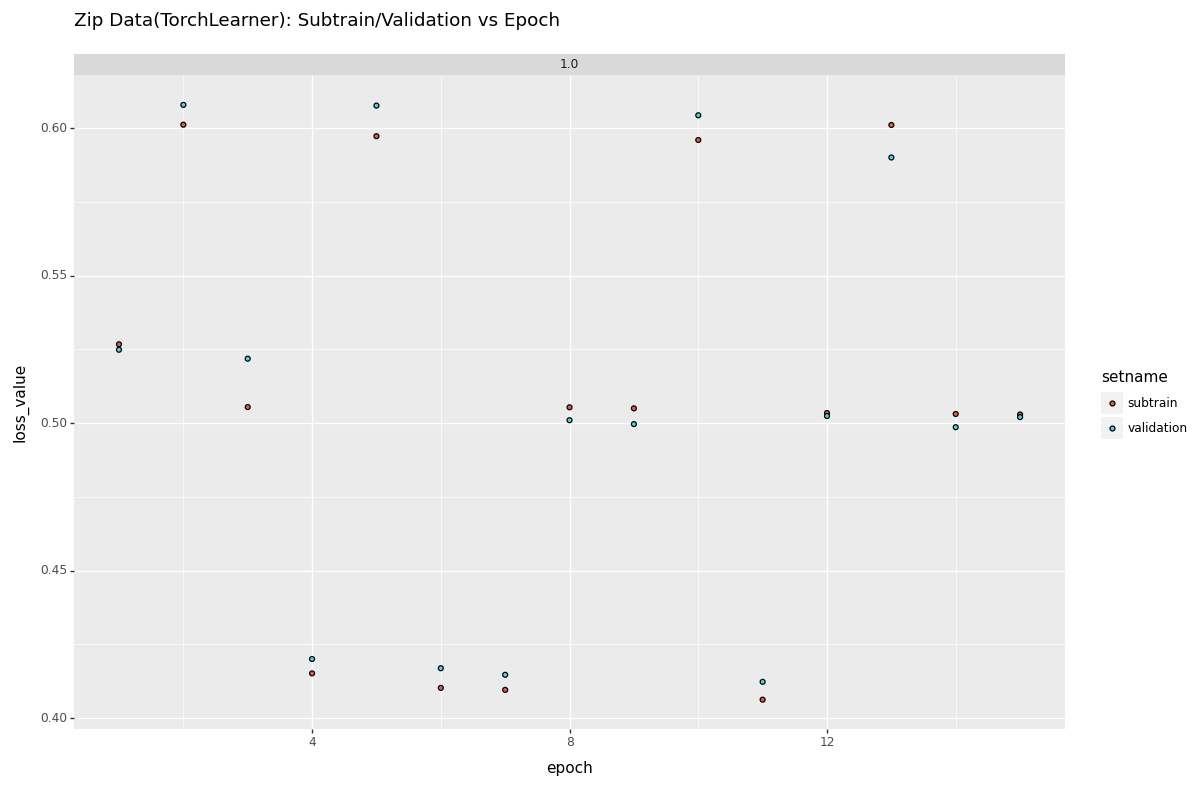 Zip Data(TorchLearner): Subtrain/Validation vs Epoch
1.0
0.60
0.55
0.50
0.45
0.40
loss_value
4
8
12
epoch
setname
subtrain
validation